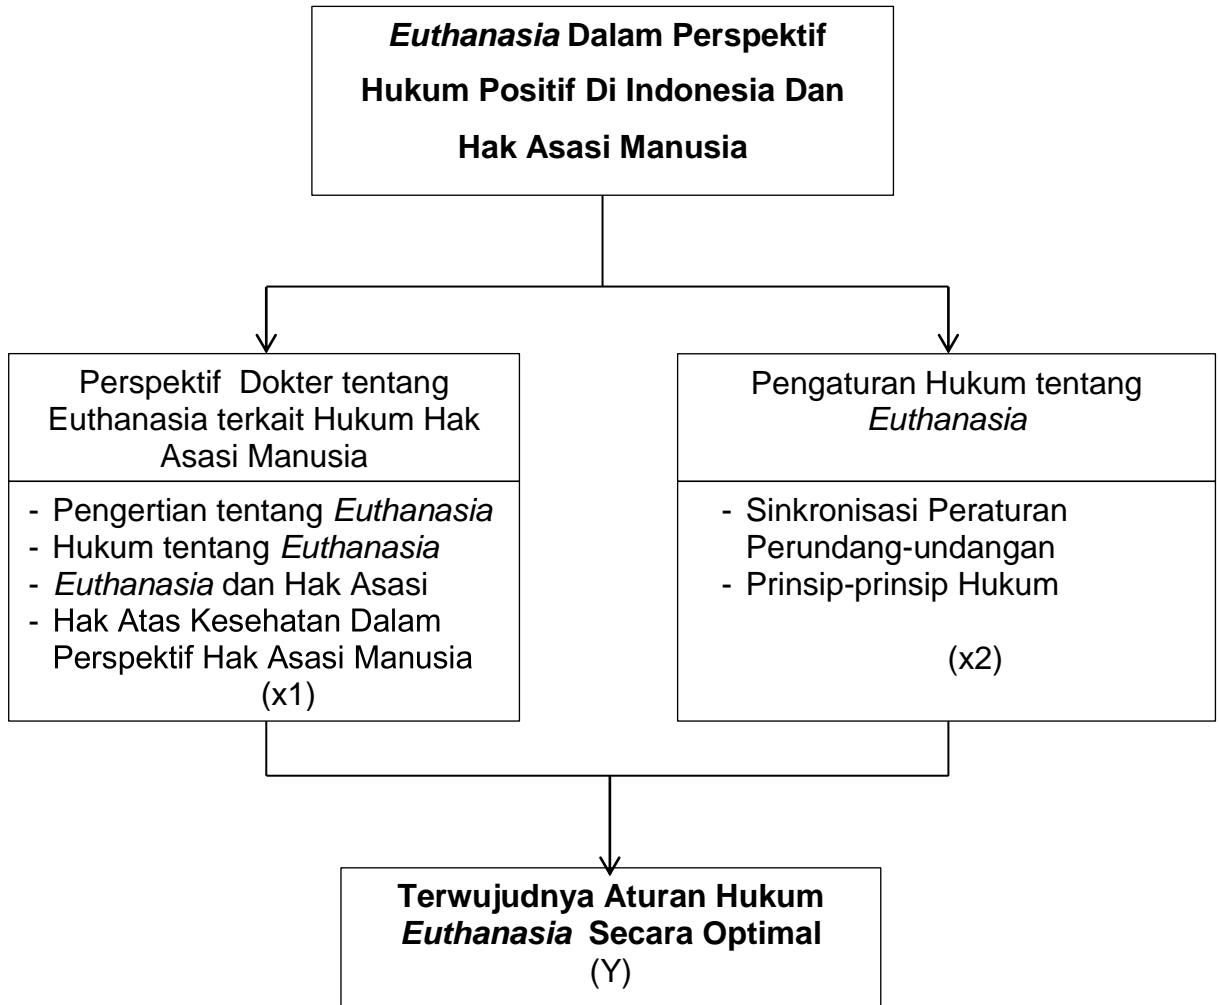 Euthanasia Dalam Perspektif
Hukum Positif Di Indonesia Dan
Hak Asasi Manusia
Perspektif Dokter tentang
Euthanasia terkait Hukum Hak
Asasi Manusia
- Pengertian tentang Euthanasia
- Hukum tentang Euthanasia
- Euthanasia dan Hak Asasi
- Hak Atas Kesehatan Dalam
Perspektif Hak Asasi Manusia
(x1)
Pengaturan Hukum tentang
Euthanasia
- Sinkronisasi Peraturan
Perundang-undangan
- Prinsip-prinsip Hukum
(x2)
Terwujudnya Aturan Hukum
Euthanasia Secara Optimal
(Y)